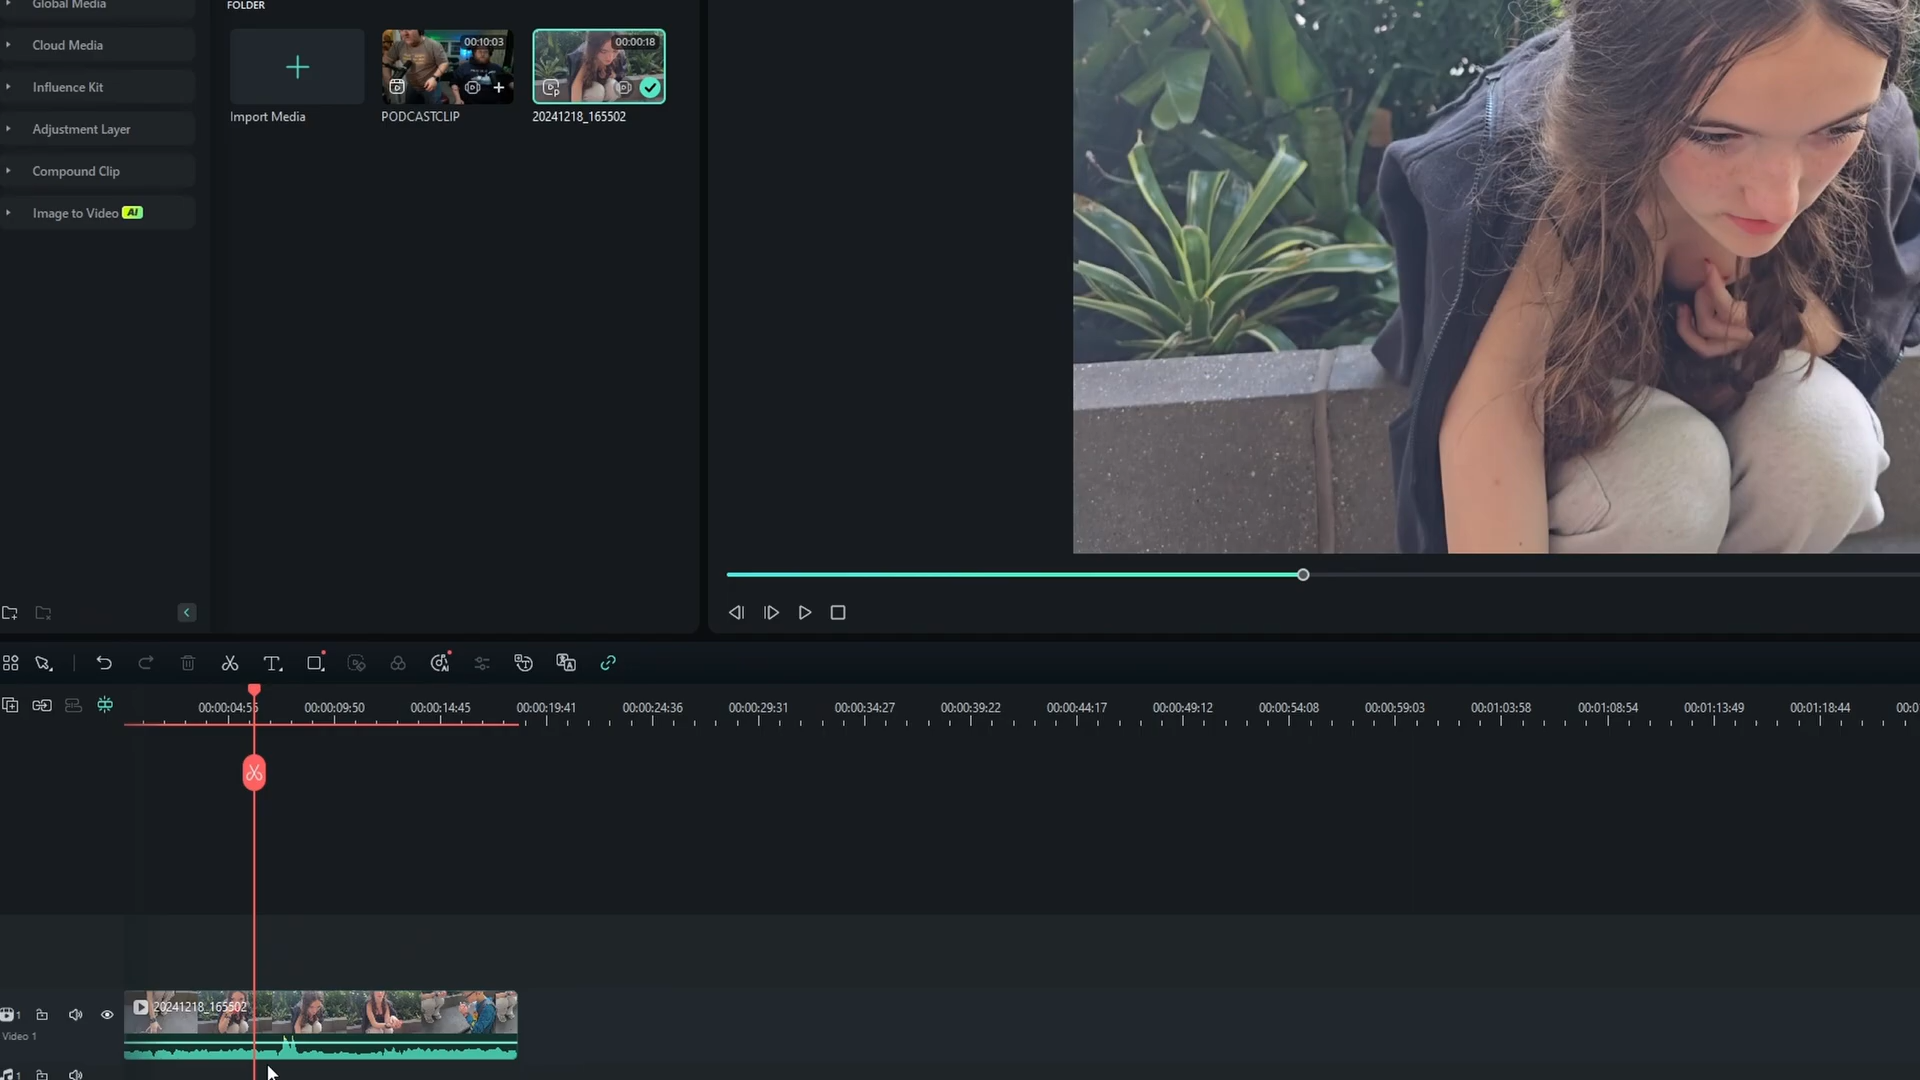 Global Media
FOLDER
Cloud Media
Influence Kit
Adjustment Layer
Compound Clip
Image to Video AI
00:10:03
00:00:18
Import Media
PODCASTCLIP
20241218_165502
AI
00:00:04:55
00:00:09:50
00:00:14:45
00:00:19:41
00:00:24:36
00:00:29:31
00:00:34:27
00:00:39:22
00:00:44:17
00:00:49:12
00:00:54:08
00:00:59:03
00:01:03:58
00:01:08:54
00:01:13:49
00:01:18:44
20241218_165502
1
Video 1
1